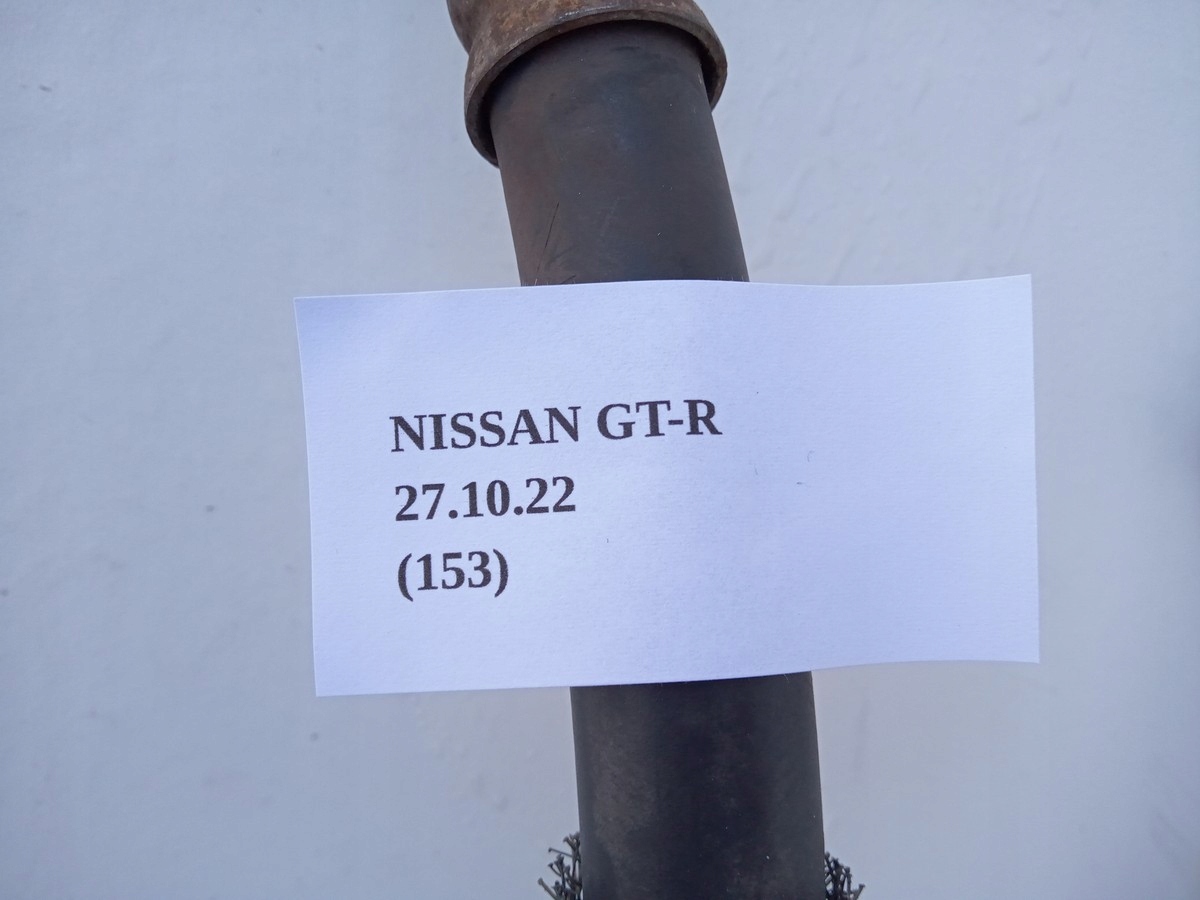 NISSAN GT-R
27.10.22
(153)